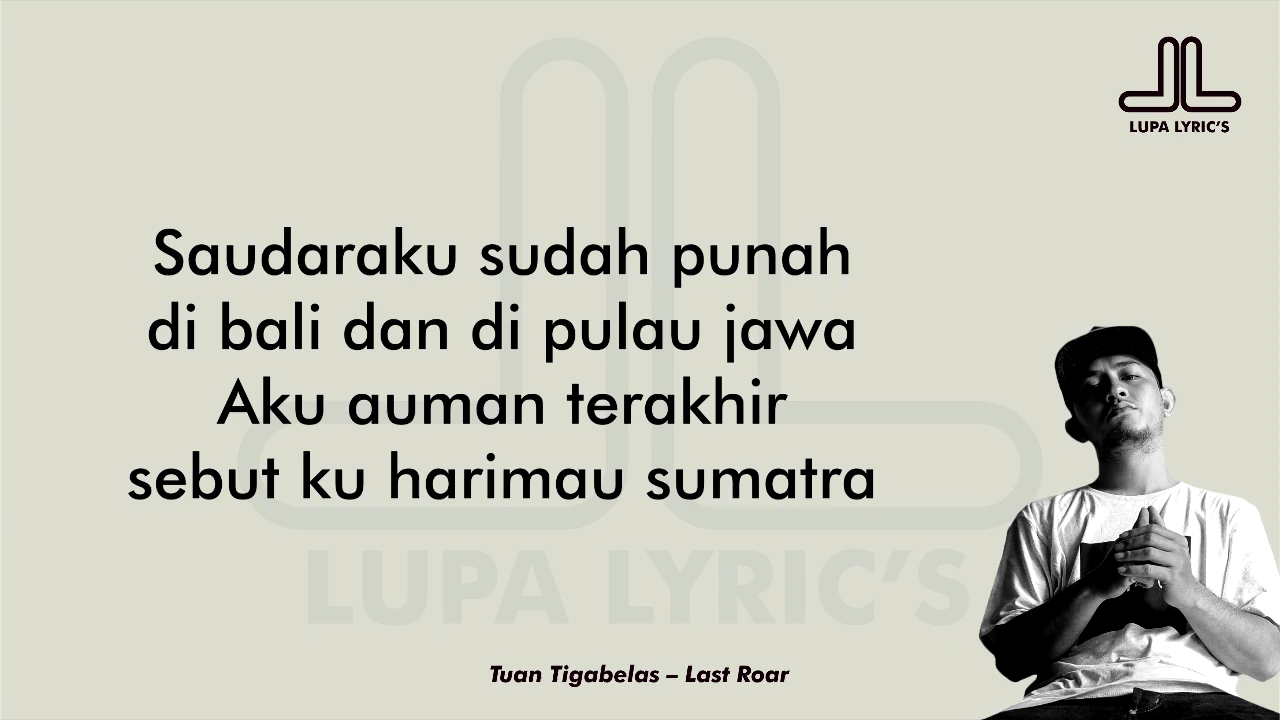 LUPA LYRIC'S
Saudaraku sudah punah
di bali dan di pulau jawa
Aku auman terakhir
sebut ku harimau sumatra
LUPA LYRIC'S
Tuan Tigabelas – Last Roar